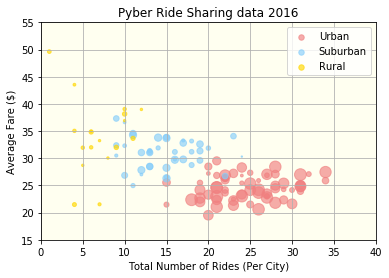 Pyber Ride Sharing data 2016
Urban
Suburban
Rural
Average Fare ($)
55
50
45
40
35
30
25
20
15
0 5 10 15 20 25 30 35 40
Total Number of Rides (Per City)